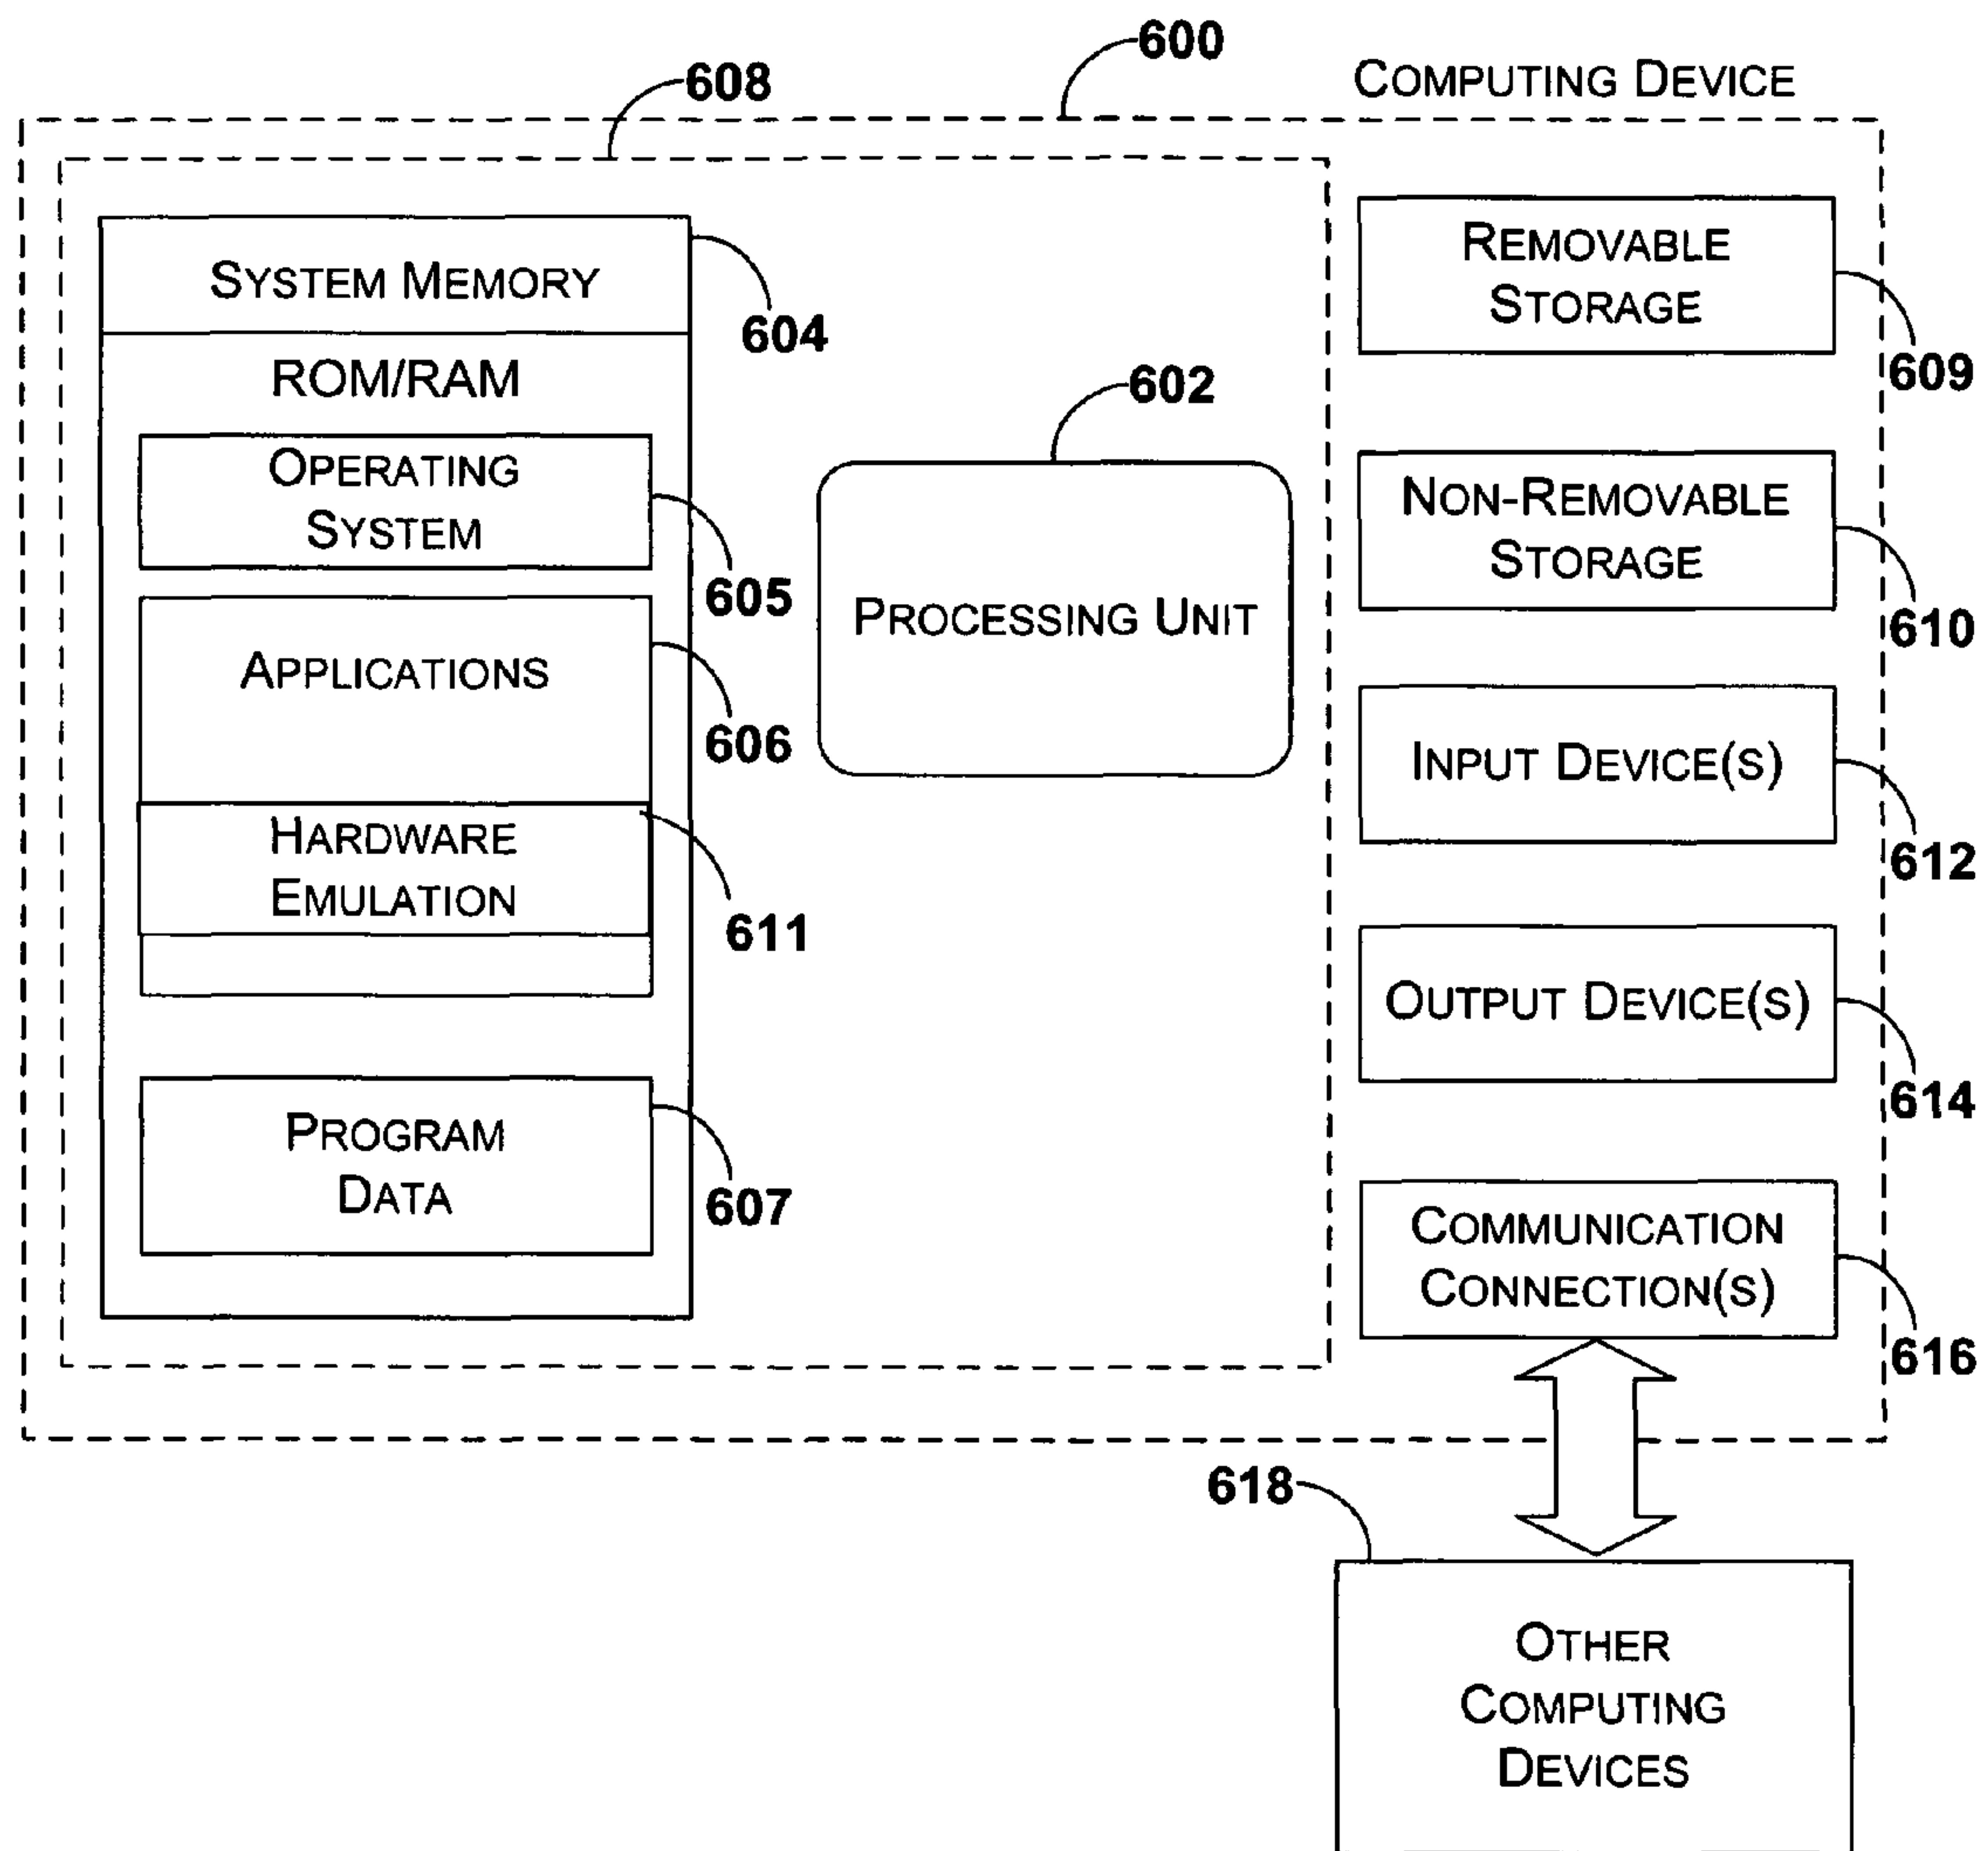 600
COMPUTING DEVICE
608
SYSTEM MEMORY
604
ROM/RAM
OPERATING
SYSTEM
605
APPLICATIONS
606
HARDWARE
EMULATION
611
PROGRAM
DATA
607
602
PROCESSING UNIT
REMOVABLE
STORAGE
609
NON-REMOVABLE
STORAGE
610
INPUT DEVICE(S)
612
OUTPUT DEVICE(S)
614
COMMUNICATION
CONNECTION(S)
616
618
OTHER
COMPUTING
DEVICES